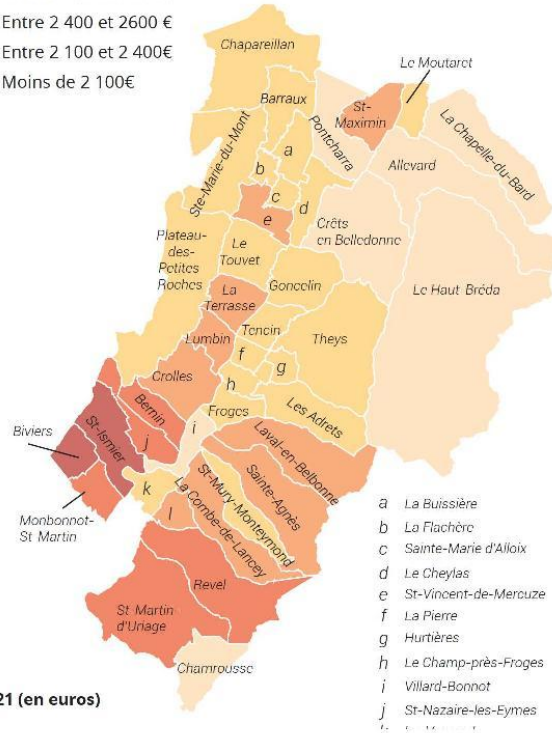 Entre 2 400 et 2600 €
Entre 2 100 et 2 400€
Moins de 2 100€
Chapareillan
Le Moutaret
Barraux
St-
Maximin
Pontcharra
La Chapelle-du-Bard
Ste-Marie-du-Mont
a
b
Allevard
c
d
e
Crêts
en Belledonne
Plateau-
des-
Petites
Roches
Le
Touvet
Goncelin
Le Haut Bréda
La
Terrasse
Tencin
Theys
Lumbin
f
g
Crolles
h
Bernin
Froges
Les Adrets
St-Ismier
i
Biviers
j
Laval-en-Belbonne
k
St-Mury-Monteymond
Sainte-Agnès
La Combe-de-Lancey
l
Monbonnot-
St Martin
Revel
St Martin
d'Uriage
Chamrousse
a La Buissière
b La Flachère
c Sainte-Marie d'Alloix
d Le Cheylas
e St-Vincent-de-Mercuze
f La Pierre
g Hurtières
h Le Champ-près-Froges
i Villard-Bonnot
j St-Nazaire-les-Eymes
21 (en euros)